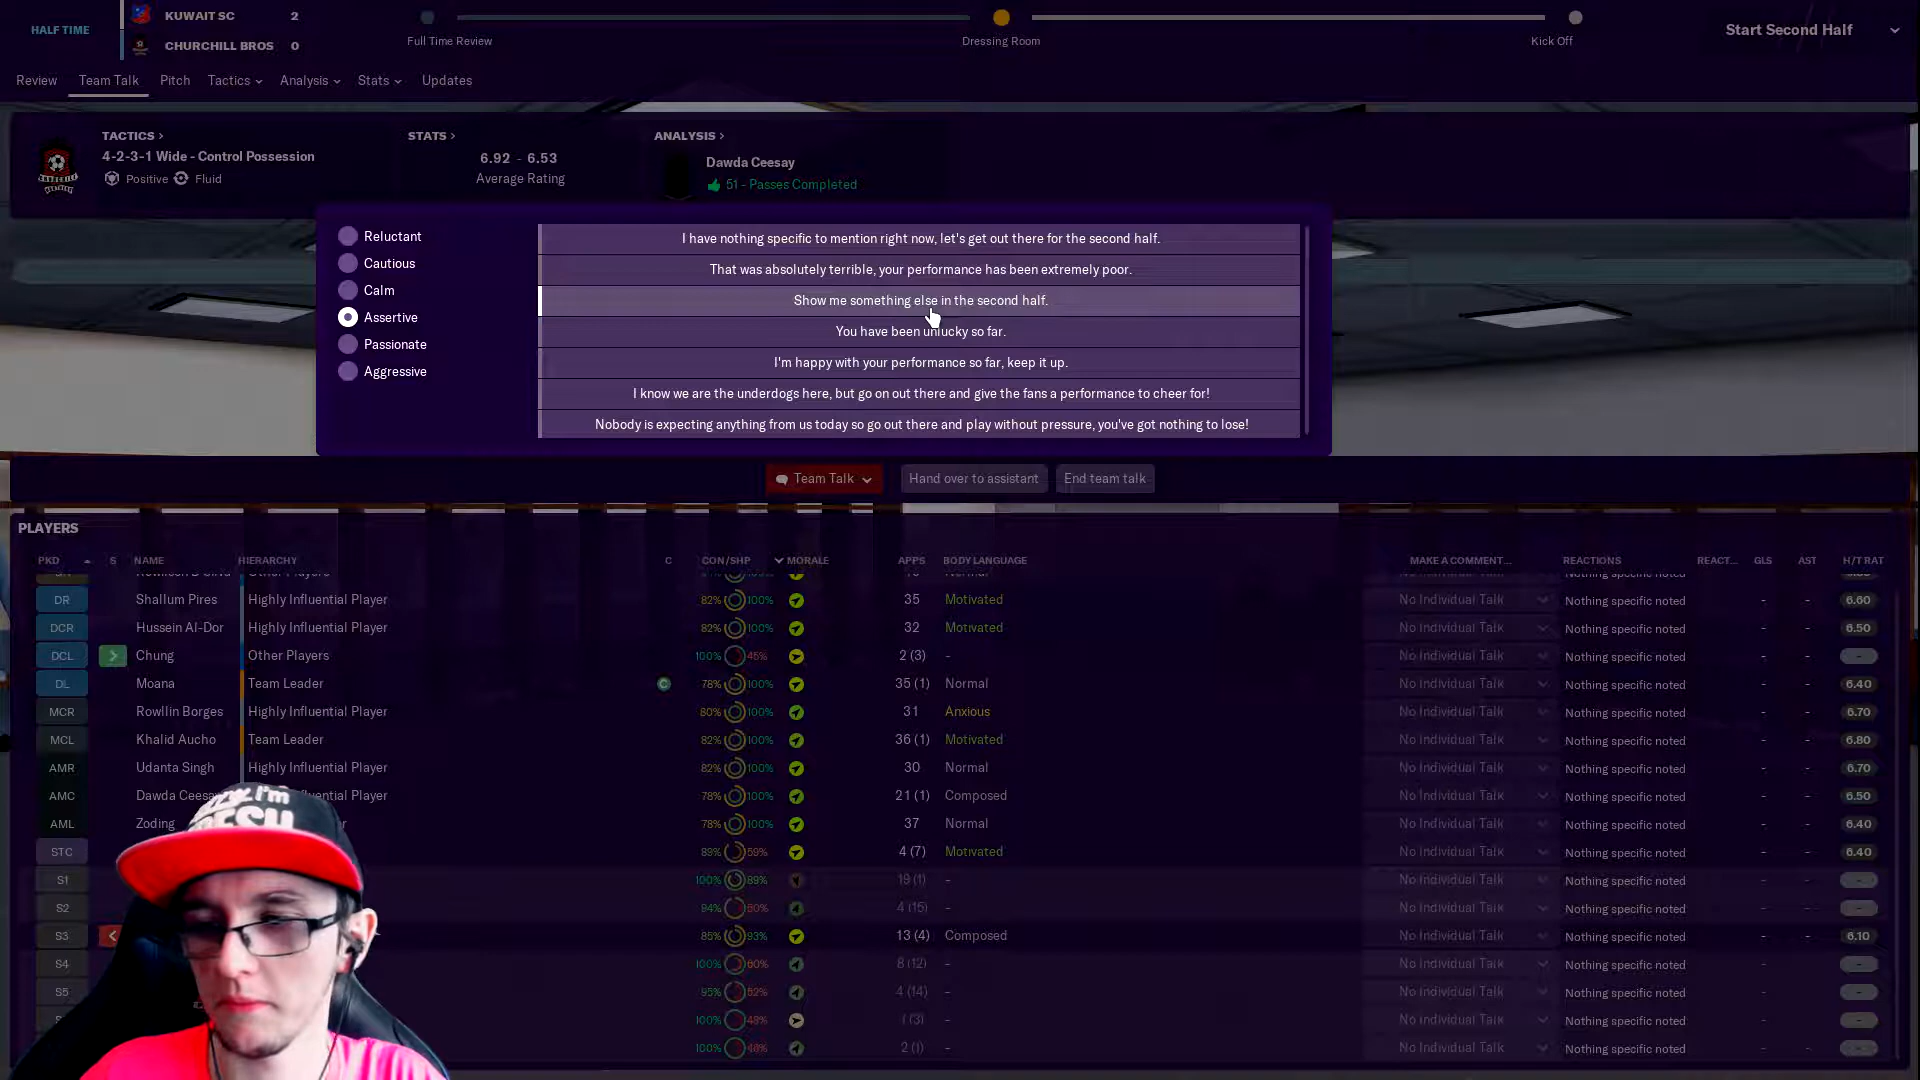 HALF TIME
KUWAIT SC 2
CHURCHILL BROS 0
Full Time Review
Dressing Room
Kick Off
Start Second Half
Review Team Talk Pitch Tactics Analysis Stats Updates
TACTICS >
4-2-3-1 Wide - Control Possession
Positive Fluid
STATS >
6.92 - 6.53
Average Rating
ANALYSIS >
Dawda Ceesay
51 - Passes Completed
Reluctant
Cautious
Calm
Assertive
Passionate
Aggressive
I have nothing specific to mention right now, let's get out there for the second half.
That was absolutely terrible, your performance has been extremely poor.
Show me something else in the second half.
You have been unlucky so far.
I'm happy with your performance so far, keep it up.
I know we are the underdogs here, but go on out there and give the fans a performance to cheer for!
Nobody is expecting anything from us today so go out there and play without pressure, you've got nothing to lose!
Team Talk Hand over to assistant End team talk
PLAYERS
PKD S NAME HIERARCHY C CON/SHP MORALE APPS BODY LANGUAGE MAKE A COMMENT... REACTIONS REACT... GLS AST H/T RAT
DR Shallum Pires Highly Influential Player 82% 100% 35 Motivated No Individual Talk Nothing specific noted - - 6.60
DCR Hussein Al-Dor Highly Influential Player 82% 100% 32 Motivated No Individual Talk Nothing specific noted - - 6.50
DCL Chung Other Players 100% 45% 2 (3) - No Individual Talk Nothing specific noted - - -
DL Moana Team Leader C 78% 100% 35 (1) Normal No Individual Talk Nothing specific noted - - 6.40
MCR Rowllin Borges Highly Influential Player 80% 100% 31 Anxious No Individual Talk Nothing specific noted - - 6.70
MCL Khalid Aucho Team Leader 82% 100% 36 (1) Motivated No Individual Talk Nothing specific noted - - 6.80
AMR Udanta Singh Highly Influential Player 82% 100% 30 Normal No Individual Talk Nothing specific noted - - 6.70
AMC Dawda Ceesay Influential Player 78% 100% 21 (1) Composed No Individual Talk Nothing specific noted - - 6.50
AML Zoding 78% 100% 37 Normal No Individual Talk Nothing specific noted - - 6.40
STC 89% 59% 4 (7) Motivated No Individual Talk Nothing specific noted - - 6.40
S1 100% 89% 19 (1) - No Individual Talk Nothing specific noted - - -
S2 94% 4 (15) - No Individual Talk Nothing specific noted - - -
S3 85% 93% 13 (4) Composed No Individual Talk Nothing specific noted - - 6.10
S4 100% 8 (12) - No Individual Talk Nothing specific noted - - -
S5 95% 52% 4 (14) - No Individual Talk Nothing specific noted - - -
100% (3) - No Individual Talk Nothing specific noted - - -
100% 2 (1) - No Individual Talk Nothing specific noted - - -
I'm